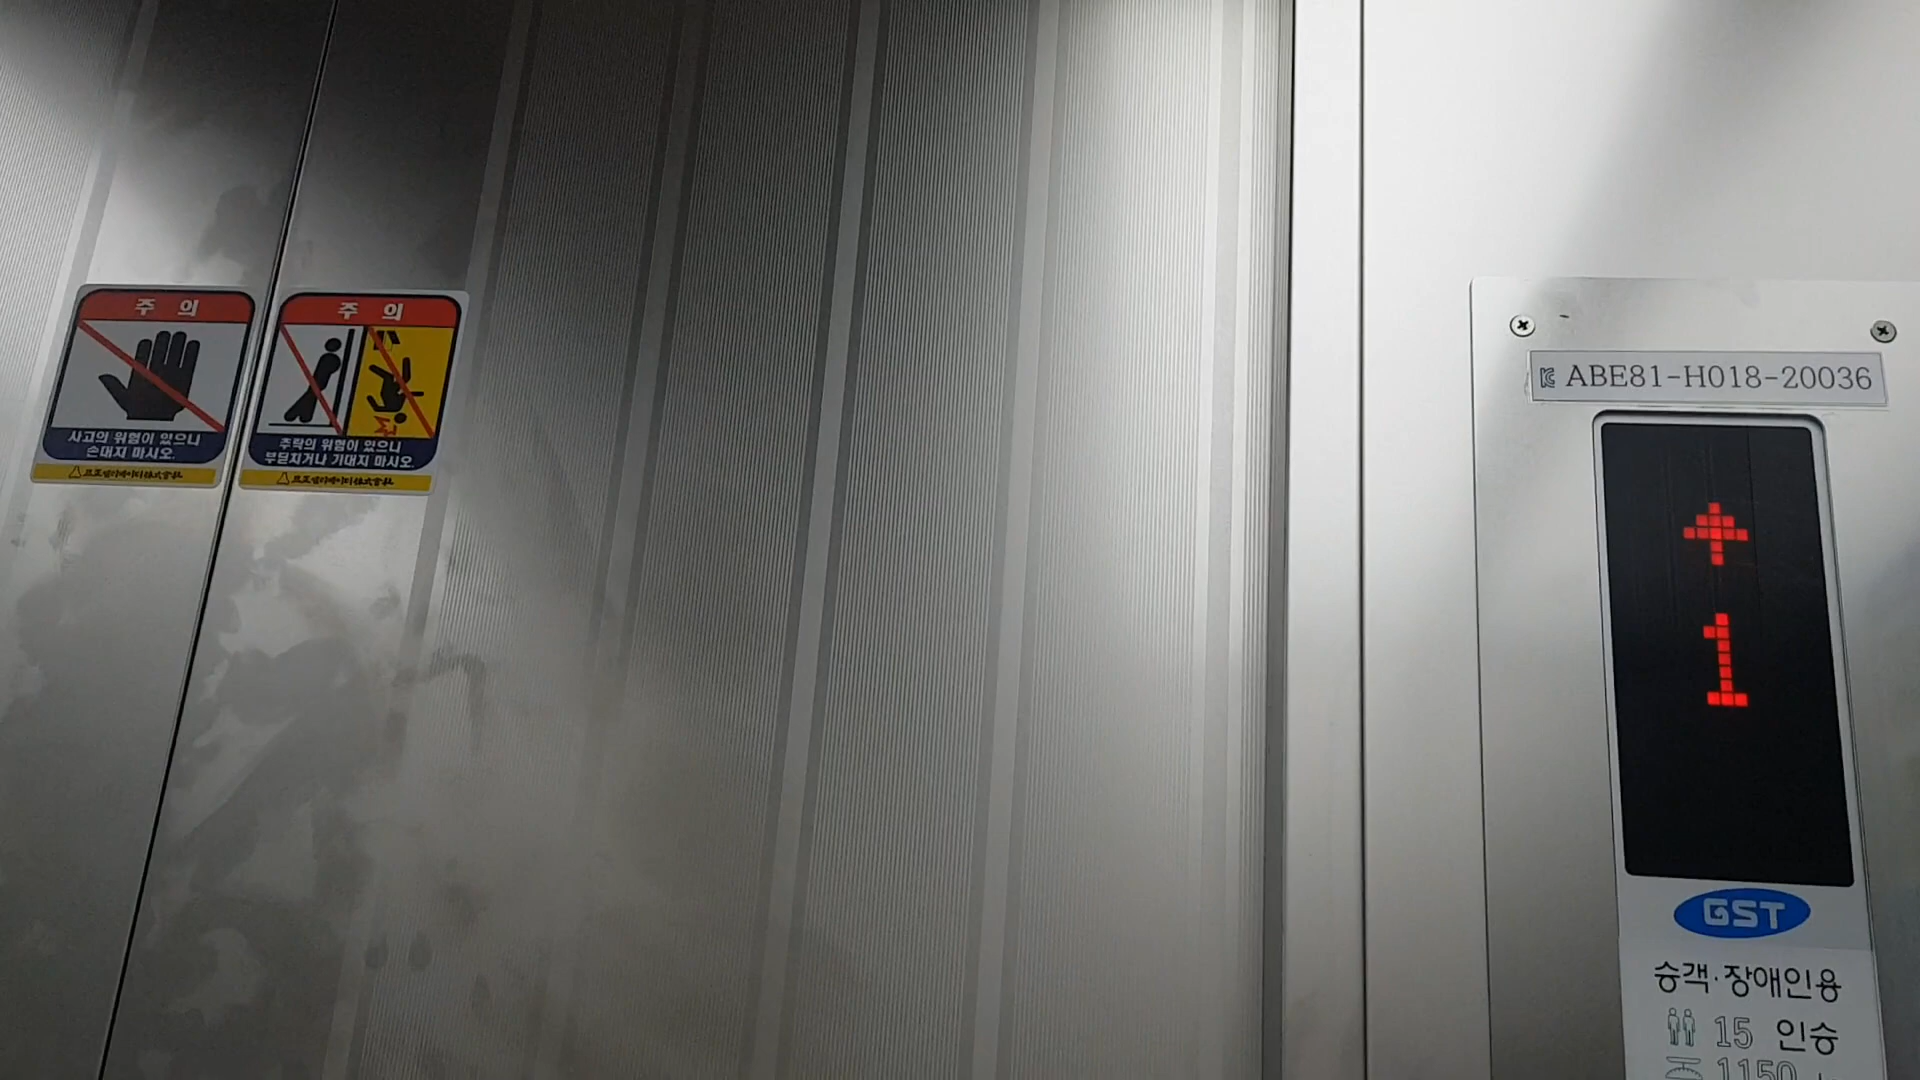 주 의
사고의 위험이 있으니
손대지 마시오.
주 의
추락의 위험이 있으니
부딪지거나 기대지 마시오.
ABE81-H018-20036
1
GST
승객·장애인용
15 인승
1150